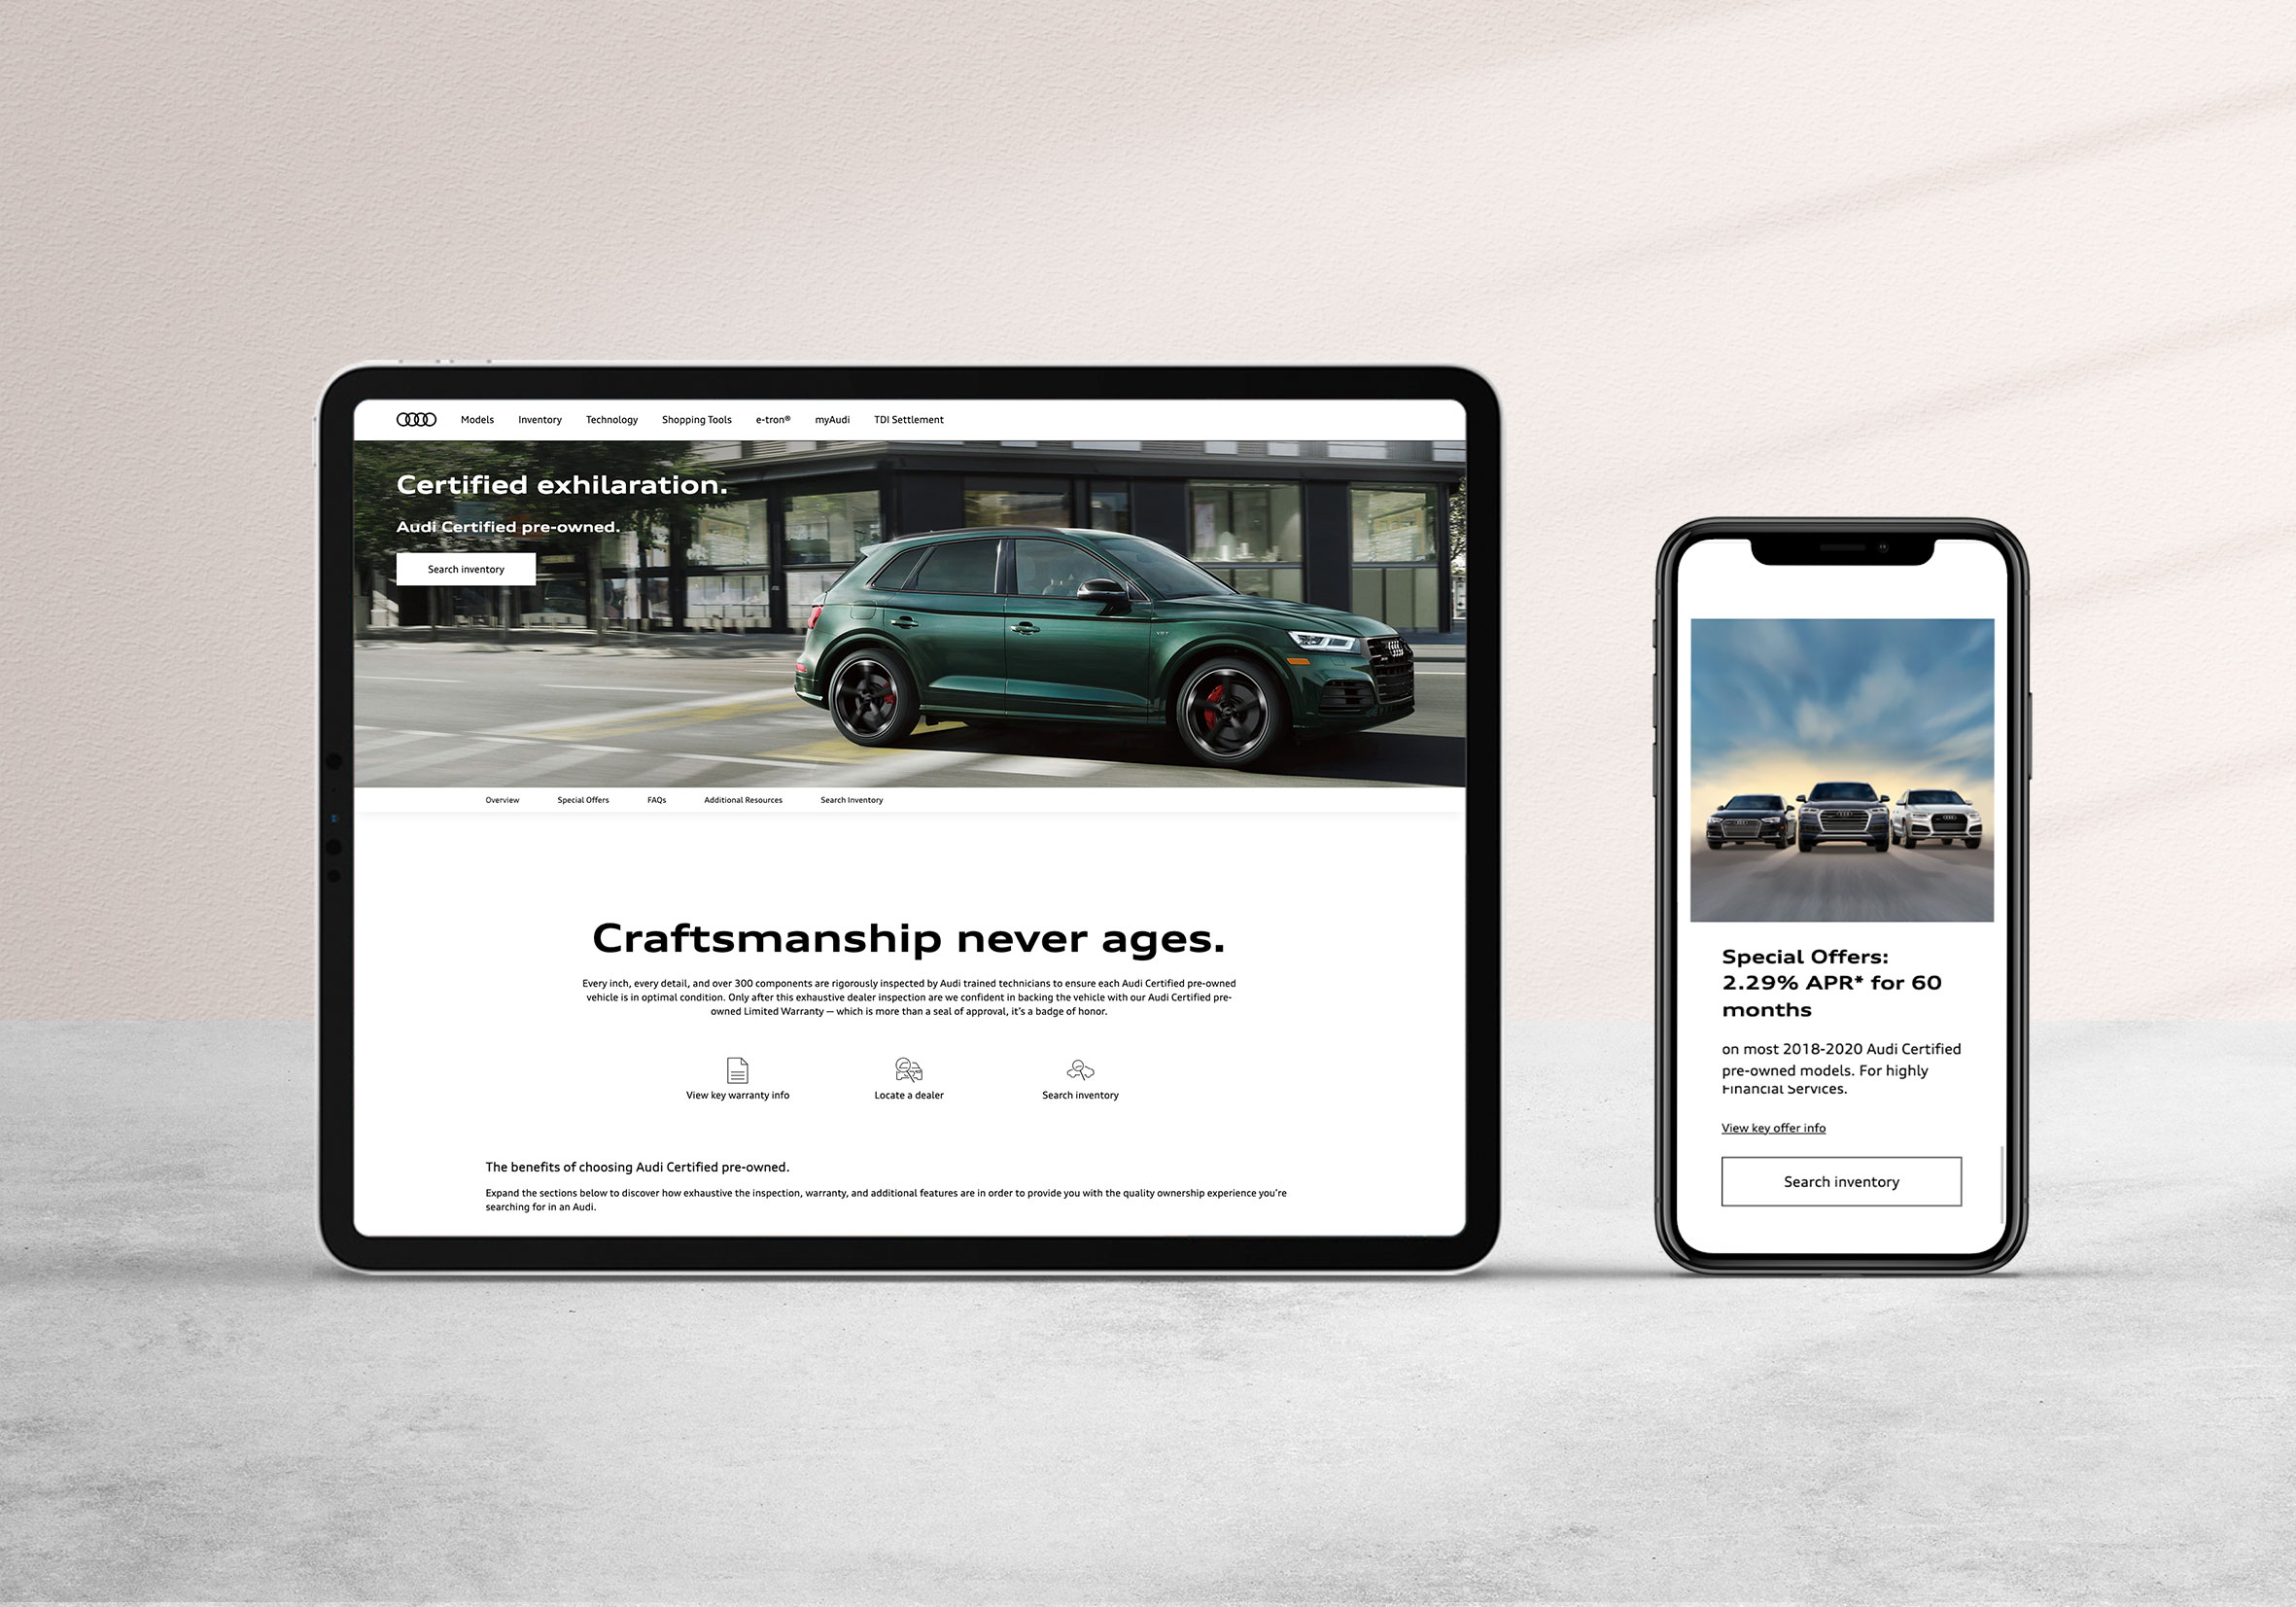 Models Inventory Technology Shopping Tools e-tron® myAudi TDI Settlement
Certified exhilaration.
Audi Certified pre-owned.
Search inventory
Overview Special Offers FAQs Additional Resources Search Inventory
Craftsmanship never ages.
Every inch, every detail, and over 300 components are rigorously inspected by Audi trained technicians to ensure each Audi Certified pre-owned
vehicle is in optimal condition. Only after this exhaustive dealer inspection are we confident in backing the vehicle with our Audi Certified pre-
owned Limited Warranty — which is more than a seal of approval, it's a badge of honor.
View key warranty info Locate a dealer Search inventory
The benefits of choosing Audi Certified pre-owned.
Expand the sections below to discover how exhaustive the inspection, warranty, and additional features are in order to provide you with the quality ownership experience you're
searching for in an Audi.
Special Offers:
2.29% APR* for 60
months
on most 2018-2020 Audi Certified
pre-owned models. For highly
Financial Services.
View key offer info
Search inventory